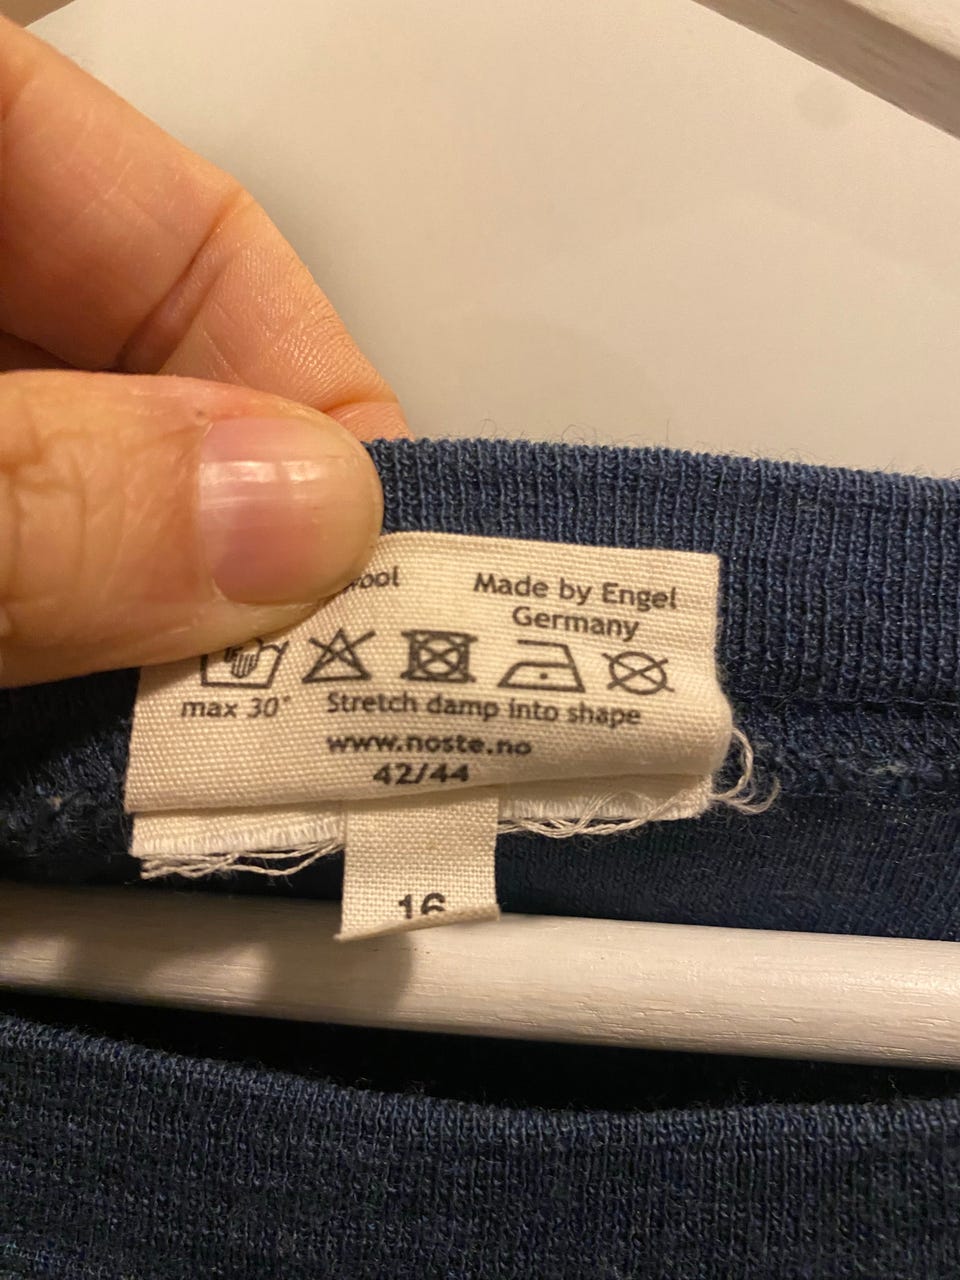 Made by Engel
Germany
max 30°
Stretch damp into shape
www.noste.no
42/44
16